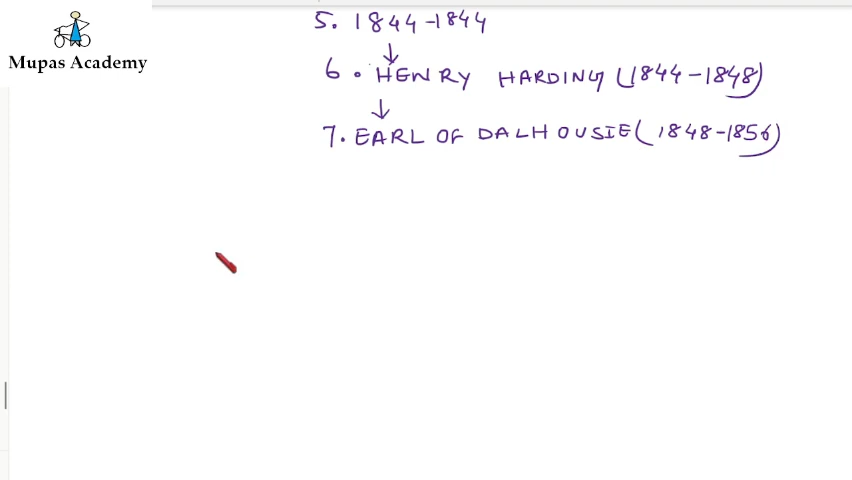 5. 1844-1844
Mupas Academy
6. HENRY HARDING (1844-1848)
7. EARL OF DALHOUSIE (1848-1856)